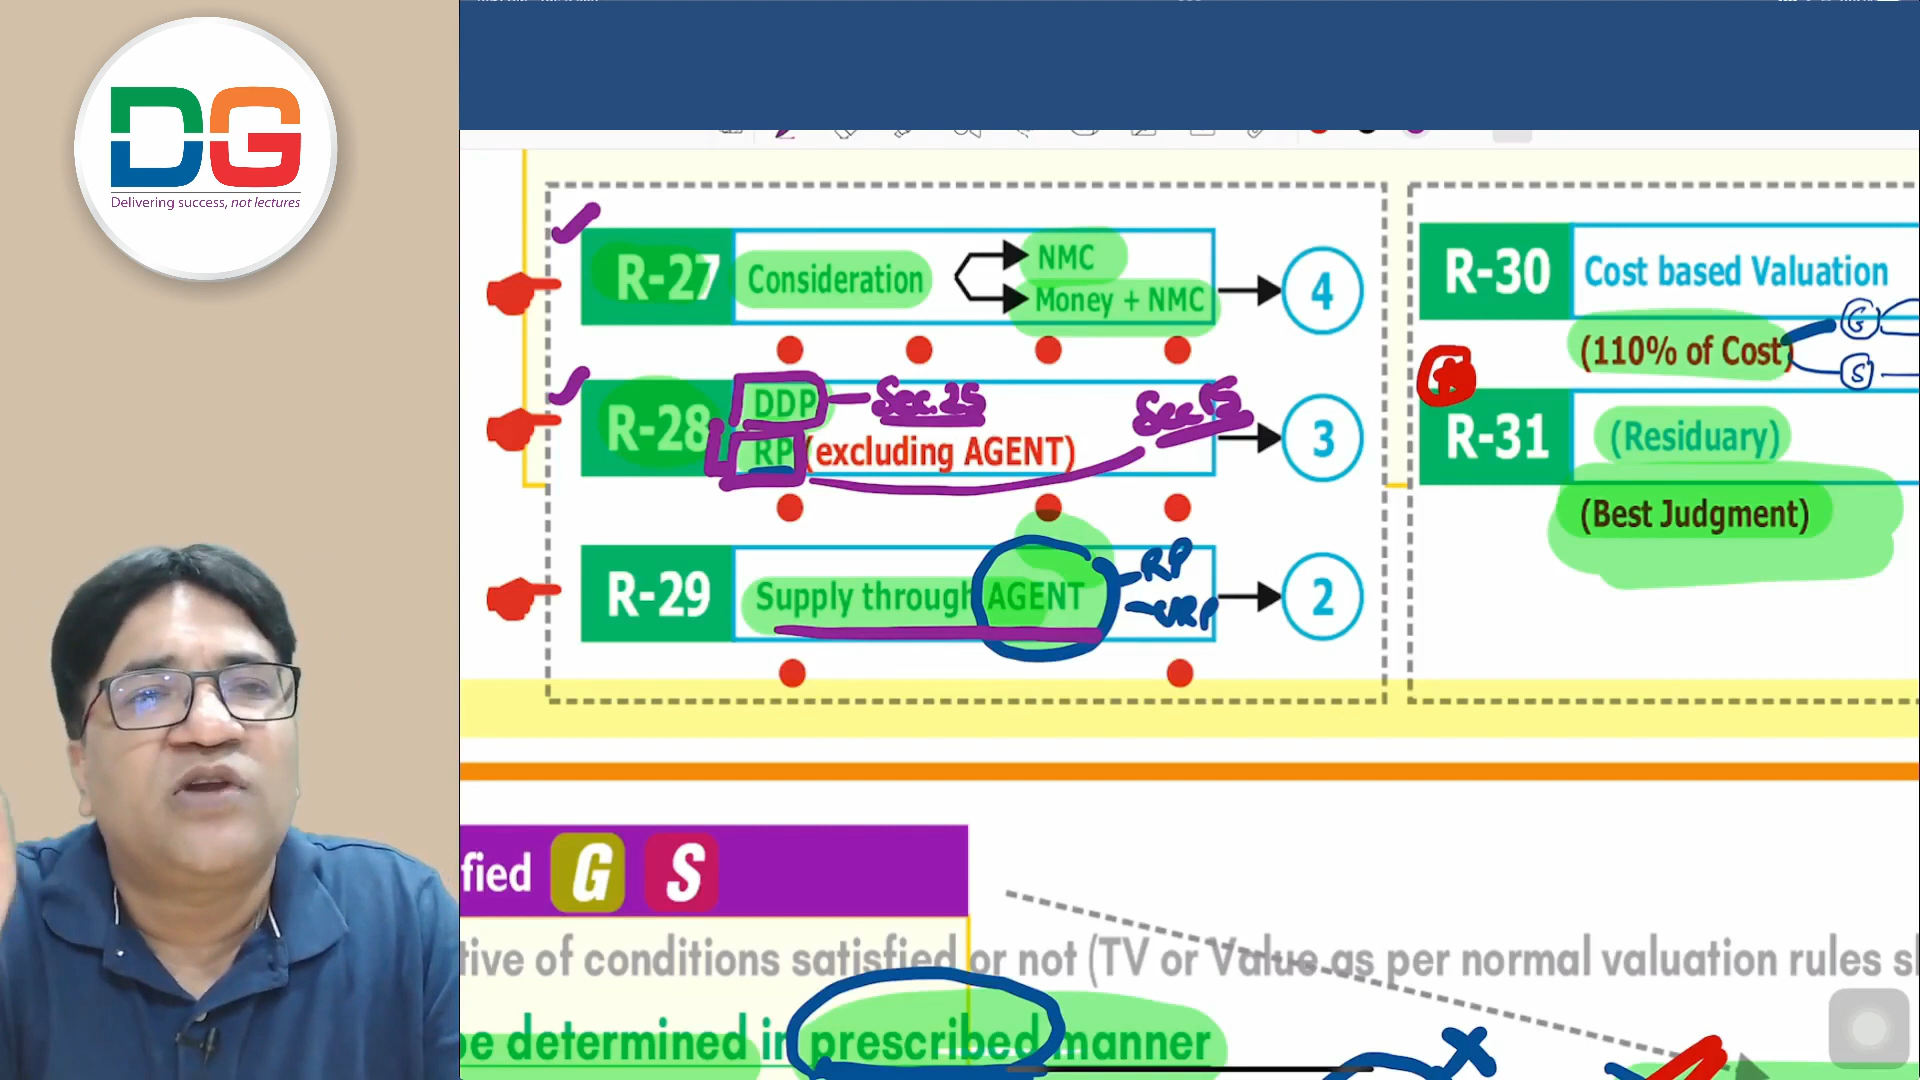 DG
Delivering success, not lectures
R-27 Consideration NMC
Money + NMC 4
R-28 DDP Sec.25 Sec 15
RP (excluding AGENT) 3
R-29 Supply through AGENT RP
URP 2
R-30 Cost based Valuation
(110% of Cost) G
S
R-31 (Residuary)
(Best Judgment)
fied G S
tive of conditions satisfied or not (TV or Value as per normal valuation rules s
be determined in prescribed manner